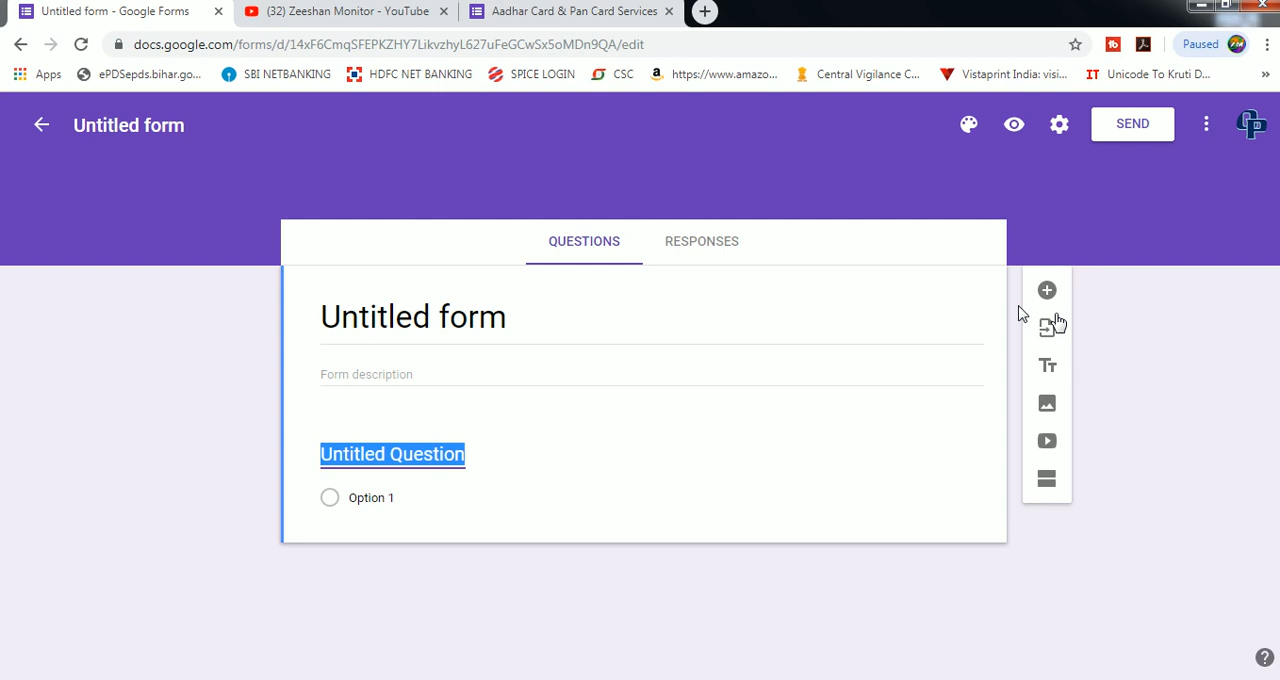 Untitled form - Google Forms
(32) Zeeshan Monitor - YouTube
Aadhar Card & Pan Card Services
docs.google.com/forms/d/14xF6CmqSFEPKZHY7LikvzhyL627uFeGCwSx5oMDn9QA/edit
Paused
Apps
ePDSepds.bihar.go...
SBI NETBANKING
HDFC NET BANKING
SPICE LOGIN
CSC
https://www.amazo...
Central Vigilance C...
Vistaprint India: visi...
IT Unicode To Kruti D...
»
Untitled form
SEND
QUESTIONS
RESPONSES
Untitled form
Form description
Untitled Question
Option 1